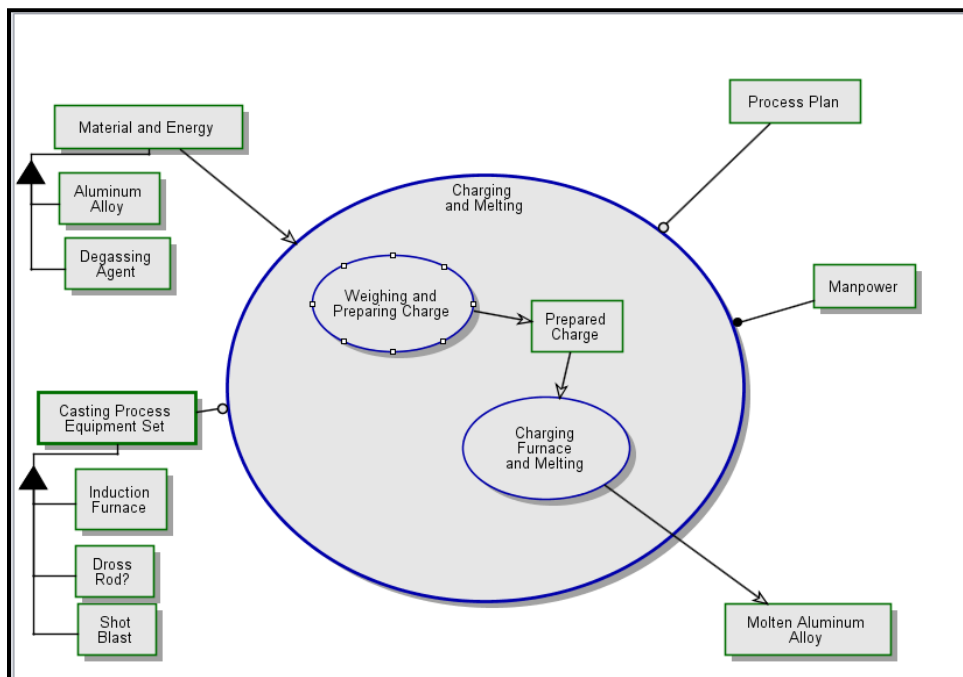 Process Plan
Material and Energy
Charging
and Melting
Aluminum
Alloy
Degassing
Agent
Weighing and
Preparing Charge
Manpower
Prepared
Charge
Casting Process
Equipment Set
Charging
Furnace
and Melting
Induction
Furnace
Dross
Rod?
Shot
Blast
Molten Aluminum
Alloy